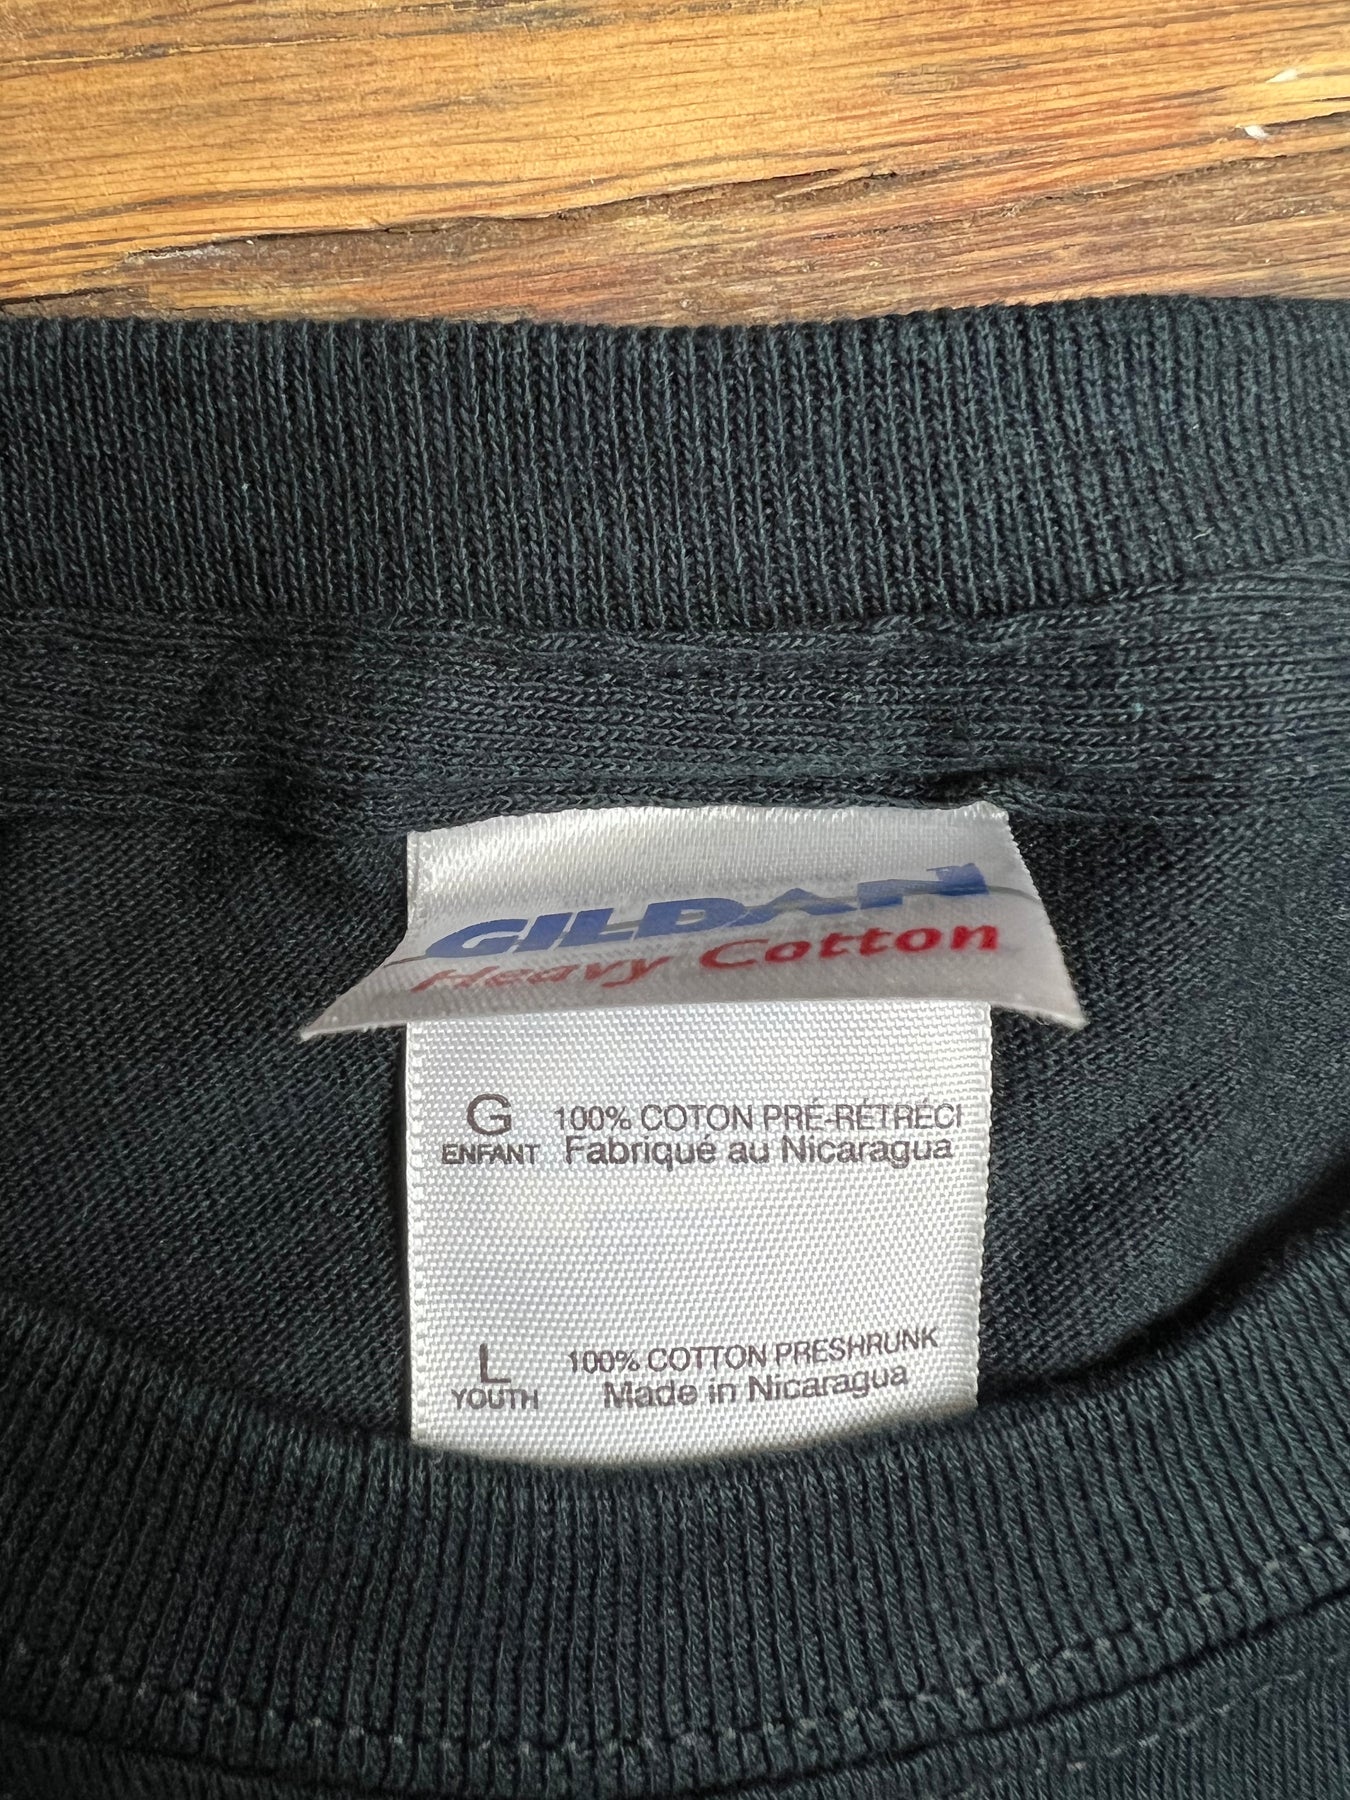 GILDAN
Heavy Cotton
G 100% COTON PRÉ-RÉTRÉCI
ENFANT Fabriqué au Nicaragua
L 100% COTTON PRESHRUNK
YOUTH Made in Nicaragua